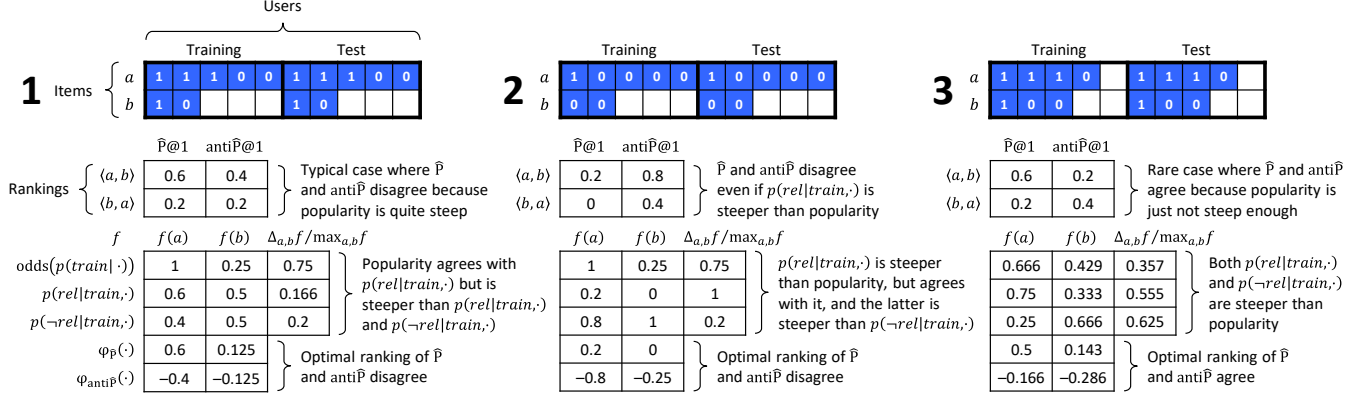 Users
Training Test
1 Items a 1 1 1 0 0 1 1 1 0 0
b 1 0 1 0
P̂@1 antiP̂@1
Rankings ⟨a, b⟩ 0.6 0.4
⟨b, a⟩ 0.2 0.2
Typical case where P̂
and antiP̂ disagree because
popularity is quite steep
f f(a) f(b) Δa,b f/maxa,b f
odds(p(train| ·)) 1 0.25 0.75
p(rel|train,·) 0.6 0.5 0.166
p(¬rel|train,·) 0.4 0.5 0.2
Popularity agrees with
p(rel|train,·) but is
steeper than p(rel|train,·)
and p(¬rel|train,·)
φP̂(·) 0.6 0.125
φantiP̂(·) –0.4 –0.125
Optimal ranking of P̂
and antiP̂ disagree
Training Test
2 a 1 0 0 0 0 1 0 0 0 0
b 0 0 0 0
P̂@1 antiP̂@1
⟨a, b⟩ 0.2 0.8
⟨b, a⟩ 0 0.4
P̂ and antiP̂ disagree
even if p(rel|train,·) is
steeper than popularity
f(a) f(b) Δa,b f/maxa,b f
1 0.25 0.75
0.2 0 1
0.8 1 0.2
p(rel|train,·) is steeper
than popularity, but agrees
with it, and the latter is
steeper than p(¬rel|train,·)
0.2 0
–0.8 –0.25
Optimal ranking of P̂
and antiP̂ disagree
Training Test
3 a 1 1 1 0 1 1 1 0
b 1 0 0 1 0 0
P̂@1 antiP̂@1
⟨a, b⟩ 0.6 0.2
⟨b, a⟩ 0.2 0.4
Rare case where P̂ and antiP̂
agree because popularity is
just not steep enough
f(a) f(b) Δa,b f/maxa,b f
0.666 0.429 0.357
0.75 0.333 0.555
0.25 0.666 0.625
Both p(rel|train,·)
and p(¬rel|train,·)
are steeper than
popularity
0.5 0.143
–0.166 –0.286
Optimal ranking of P̂
and antiP̂ agree